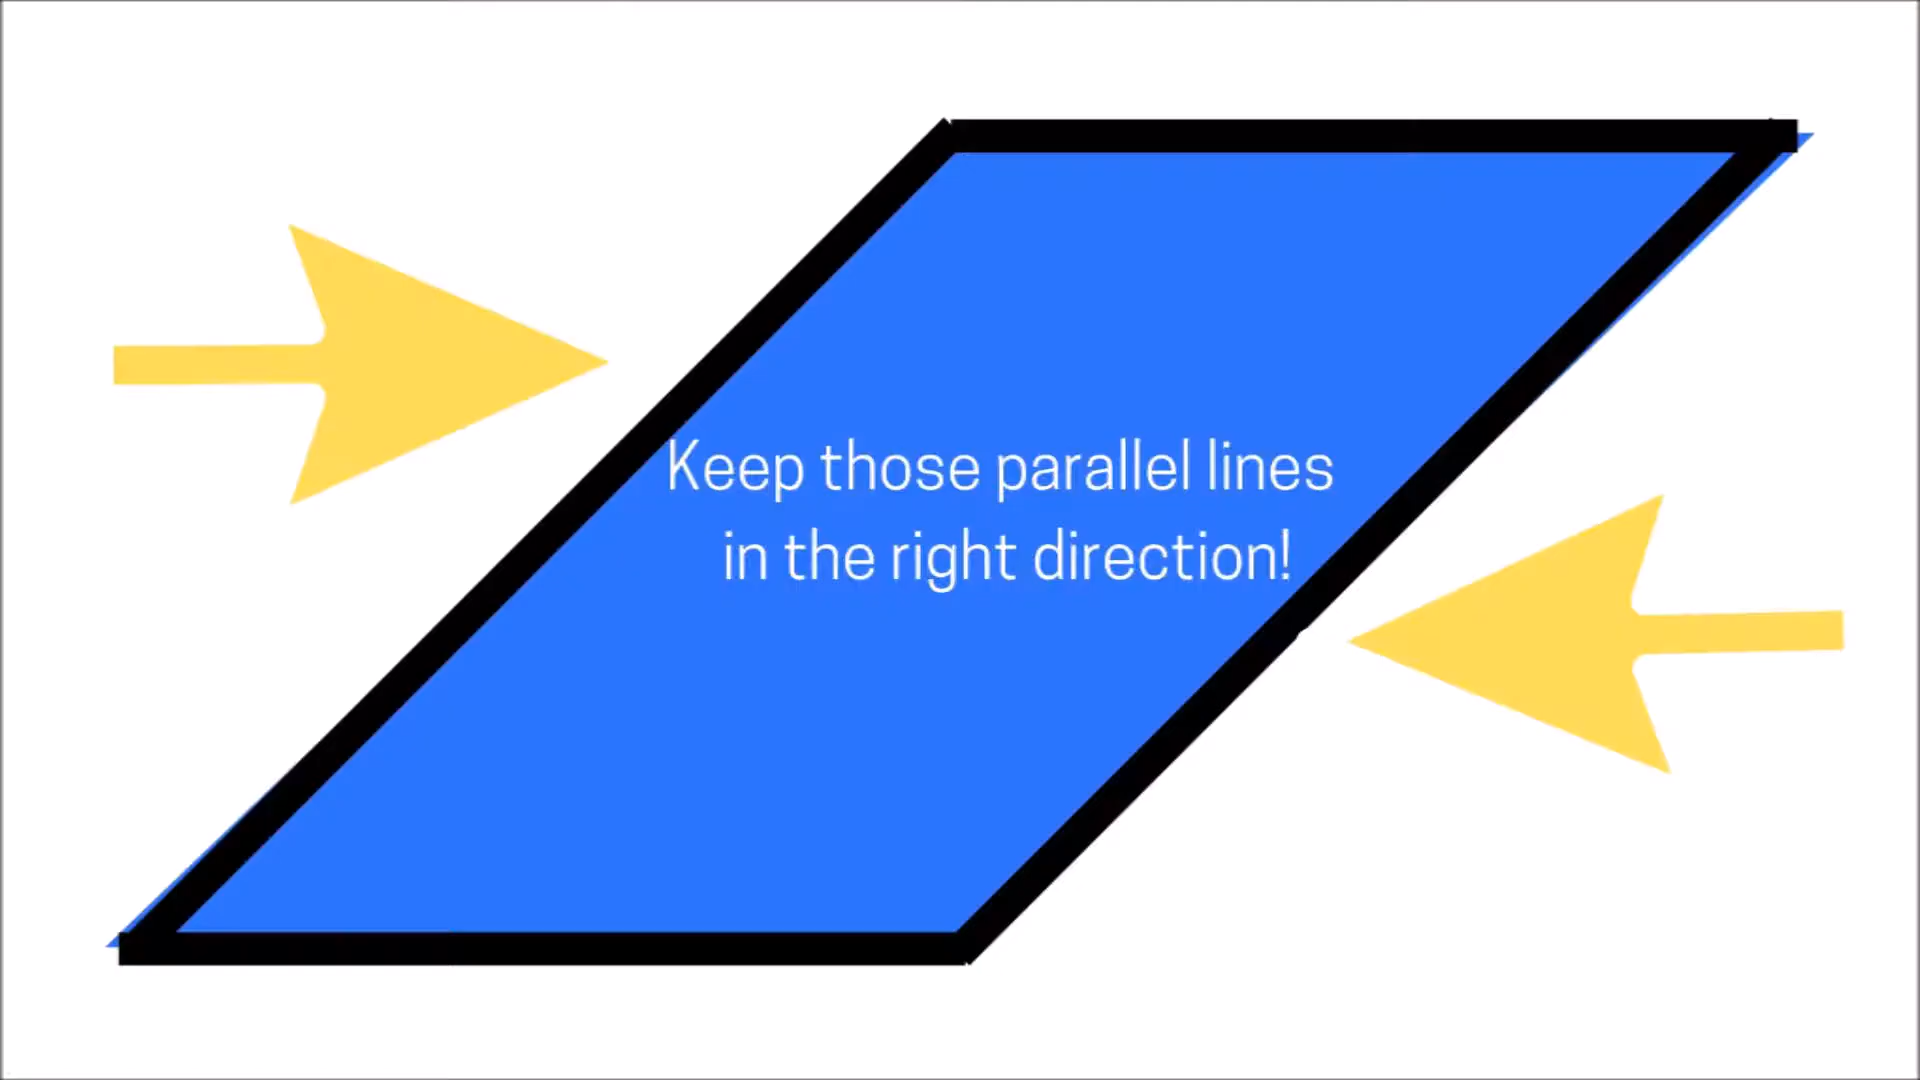 Keep those parallel lines
in the right direction!